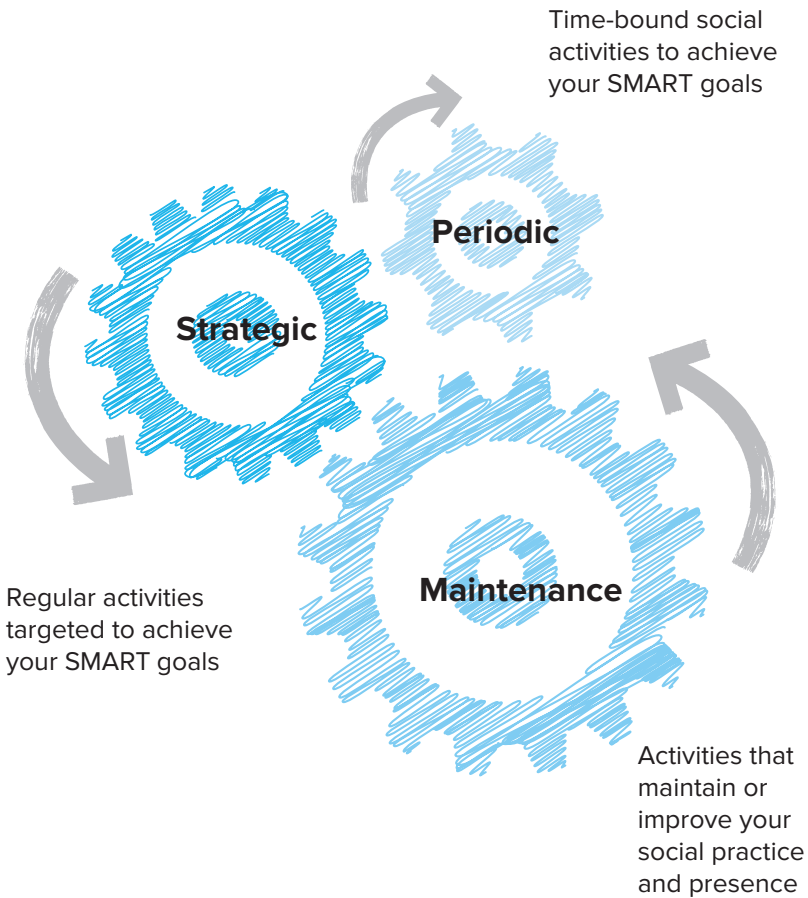 Time-bound social
activities to achieve
your SMART goals
Periodic
Strategic
Maintenance
Regular activities
targeted to achieve
your SMART goals
Activities that
maintain or
improve your
social practice
and presence